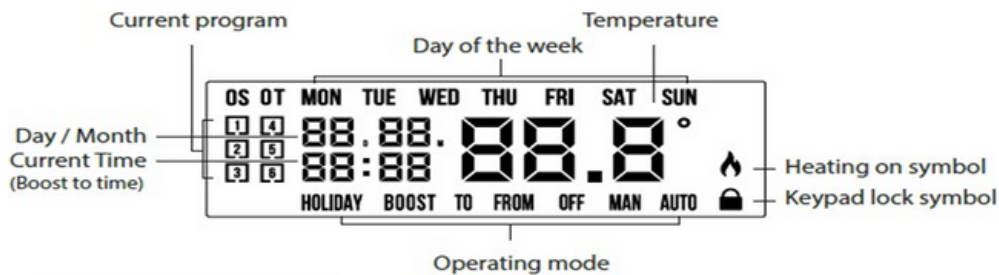 Current program
Temperature
Day of the week
OS OT MON TUE WED THU FRI SAT SUN
1 4
2 5
3 6
88.88. 88.8°
88:88
Day / Month
Current Time
(Boost to time)
Heating on symbol
Keypad lock symbol
HOLIDAY BOOST TO FROM OFF MAN AUTO
Operating mode